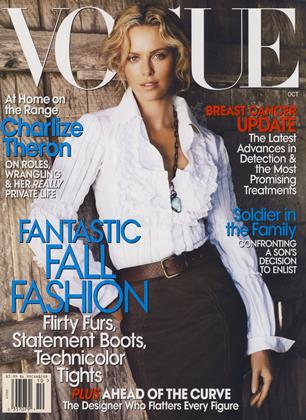 VOGUE
OCT
At Home on
the Range
Charlize
Theron
ON ROLES,
WRANGLING
& HER REALLY
PRIVATE LIFE
BREAST CANCER
UPDATE
The Latest
Advances in
Detection &
the Most
Promising
Treatments
Soldier in
the Family
CONFRONTING
A SON'S
DECISION
TO ENLIST
FANTASTIC
FALL
FASHION
Flirty Furs,
Statement Boots,
Technicolor
Tights
PLUS AHEAD OF THE CURVE
The Designer Who Flatters Every Figure